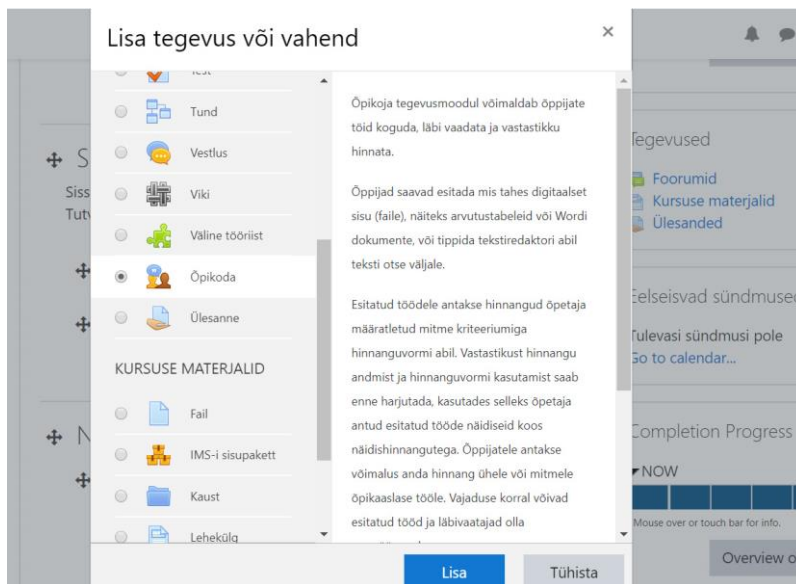 Lisa tegevus või vahend
×
Test
Tund
Vestlus
Viki
Väline tööriist
Õpikoda
Ülesanne
KURSUSE MATERJALID
Fail
IMS-i sisupakett
Kaust
Lehekülg
Õpikoja tegevusmoodul võimaldab õppijate
töid koguda, läbi vaadata ja vastastikku
hinnata.
Õppijad saavad esitada mis tahes digitaalset
sisu (faile), näiteks arvutustabeleid või Wordi
dokumente, või tippida tekstiredaktori abil
teksti otse väljale.
Esitatud töödele antakse hinnangud õpetaja
määratletud mitme kriteeriumiga
hinnanguvormi abil. Vastastikust hinnangu
andmist ja hinnanguvormi kasutamist saab
enne harjutada, kasutades selleks õpetaja
antud esitatud tööde näidiseid koos
näidishinnangutega. Õppijatele antakse
võimalus anda hinnang ühele või mitmele
õpikaaslase tööle. Vajaduse korral võivad
esitatud tööd ja läbivaatajad olla
Lisa
Tühista
S
Siss
Tutv
N
Tegevused
Foorumid
Kursuse materjalid
Ülesanded
Eelseisvad sündmused
Tulevasi sündmusi pole
Go to calendar...
Completion Progress
NOW
Mouse over or touch bar for info.
Overview o